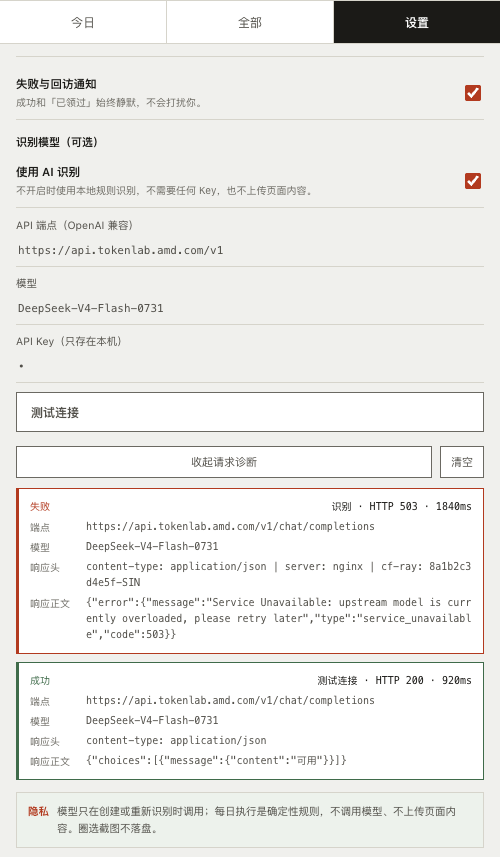 今日 全部 设置
失败与回访通知
成功和「已领过」始终静默，不会打扰你。
识别模型（可选）
使用 AI 识别
不开启时使用本地规则识别，不需要任何 Key，也不上传页面内容。
API 端点（OpenAI 兼容）
https://api.tokenlab.amd.com/v1
模型
DeepSeek-V4-Flash-0731
API Key（只存在本机）
•
测试连接
收起请求诊断 清空
失败 识别 · HTTP 503 · 1840ms
端点 https://api.tokenlab.amd.com/v1/chat/completions
模型 DeepSeek-V4-Flash-0731
响应头 content-type: application/json | server: nginx | cf-ray: 8a1b2c3
d4e5f-SIN
响应正文 {"error":{"message":"Service Unavailable: upstream model is curr
ently overloaded, please retry later","type":"service_unavailabl
e","code":503}}
成功 测试连接 · HTTP 200 · 920ms
端点 https://api.tokenlab.amd.com/v1/chat/completions
模型 DeepSeek-V4-Flash-0731
响应头 content-type: application/json
响应正文 {"choices":[{"message":{"content":"可用"}}]}
隐私 模型只在创建或重新识别时调用；每日执行是确定性规则，不调用模型、不上传页面内
容。圈选截图不落盘。